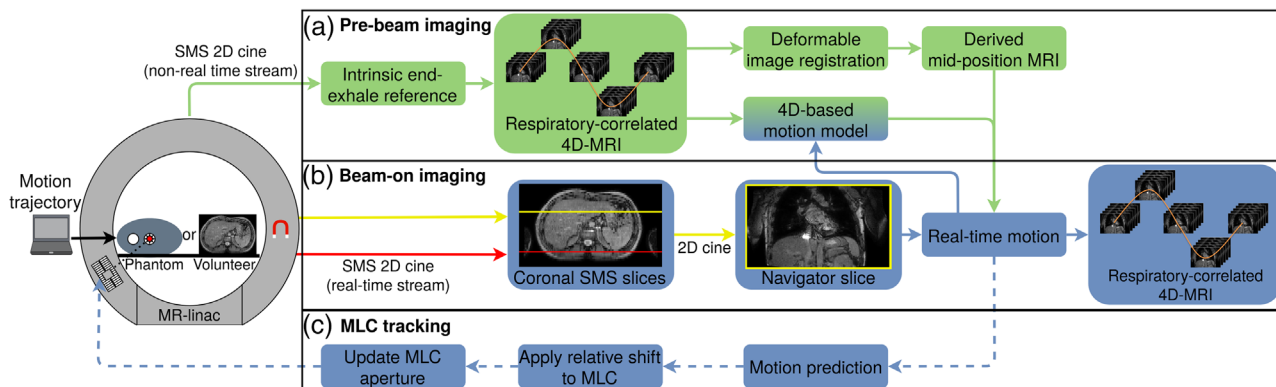 (a) Pre-beam imaging
SMS 2D cine
(non-real time stream)
Intrinsic end-
exhale reference
Respiratory-correlated
4D-MRI
Deformable
image registration
Derived
mid-position MRI
4D-based
motion model
(b) Beam-on imaging
Motion
trajectory
or
Phantom
Volunteer
MR-linac
SMS 2D cine
(real-time stream)
Coronal SMS slices
2D cine
Navigator slice
Real-time motion
Respiratory-correlated
4D-MRI
(c) MLC tracking
Update MLC
aperture
Apply relative shift
to MLC
Motion prediction